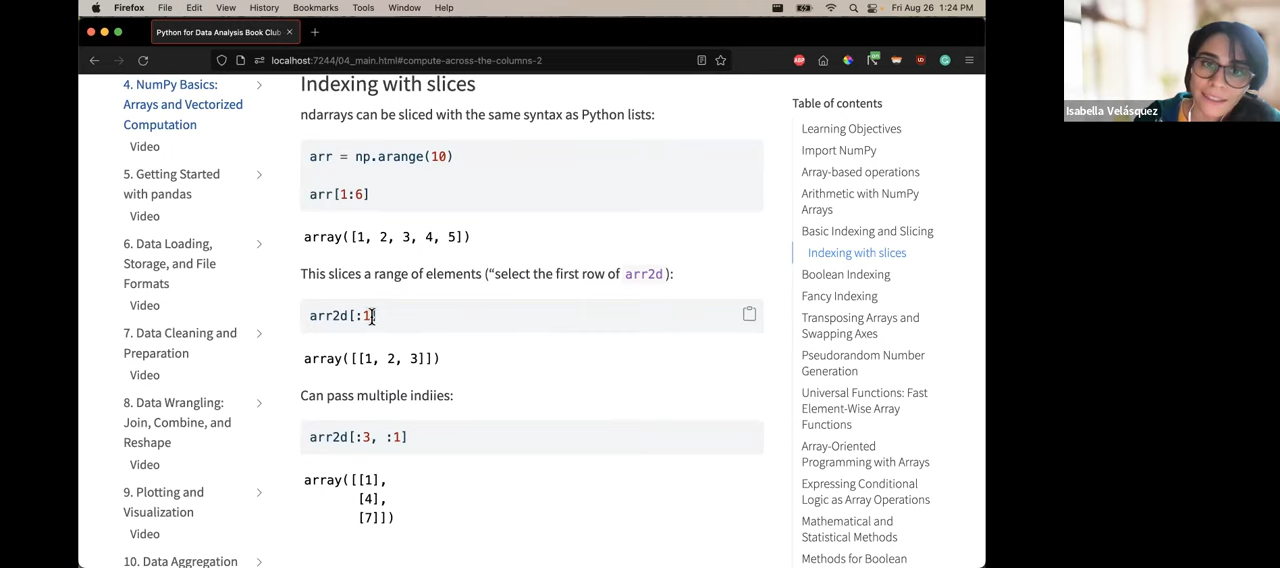 Firefox File Edit View History Bookmarks Tools Window Help Fri Aug 26 1:24 PM
Python for Data Analysis Book Club
localhost:7244/04_main.html#compute-across-the-columns-2
4. NumPy Basics:
Arrays and Vectorized
Computation
Video
5. Getting Started
with pandas
Video
6. Data Loading,
Storage, and File
Formats
Video
7. Data Cleaning and
Preparation
Video
8. Data Wrangling:
Join, Combine, and
Reshape
Video
9. Plotting and
Visualization
Video
10. Data Aggregation
Indexing with slices
ndarrays can be sliced with the same syntax as Python lists:
arr = np.arange(10)
arr[1:6]
array([1, 2, 3, 4, 5])
This slices a range of elements (“select the first row of arr2d):
arr2d[:1]
array([[1, 2, 3]])
Can pass multiple indiies:
arr2d[:3, :1]
array([[1],
[4],
[7]])
Table of contents
Learning Objectives
Import NumPy
Array-based operations
Arithmetic with NumPy
Arrays
Basic Indexing and Slicing
Indexing with slices
Boolean Indexing
Fancy Indexing
Transposing Arrays and
Swapping Axes
Pseudorandom Number
Generation
Universal Functions: Fast
Element-Wise Array
Functions
Array-Oriented
Programming with Arrays
Expressing Conditional
Logic as Array Operations
Mathematical and
Statistical Methods
Methods for Boolean
Isabella Velásquez